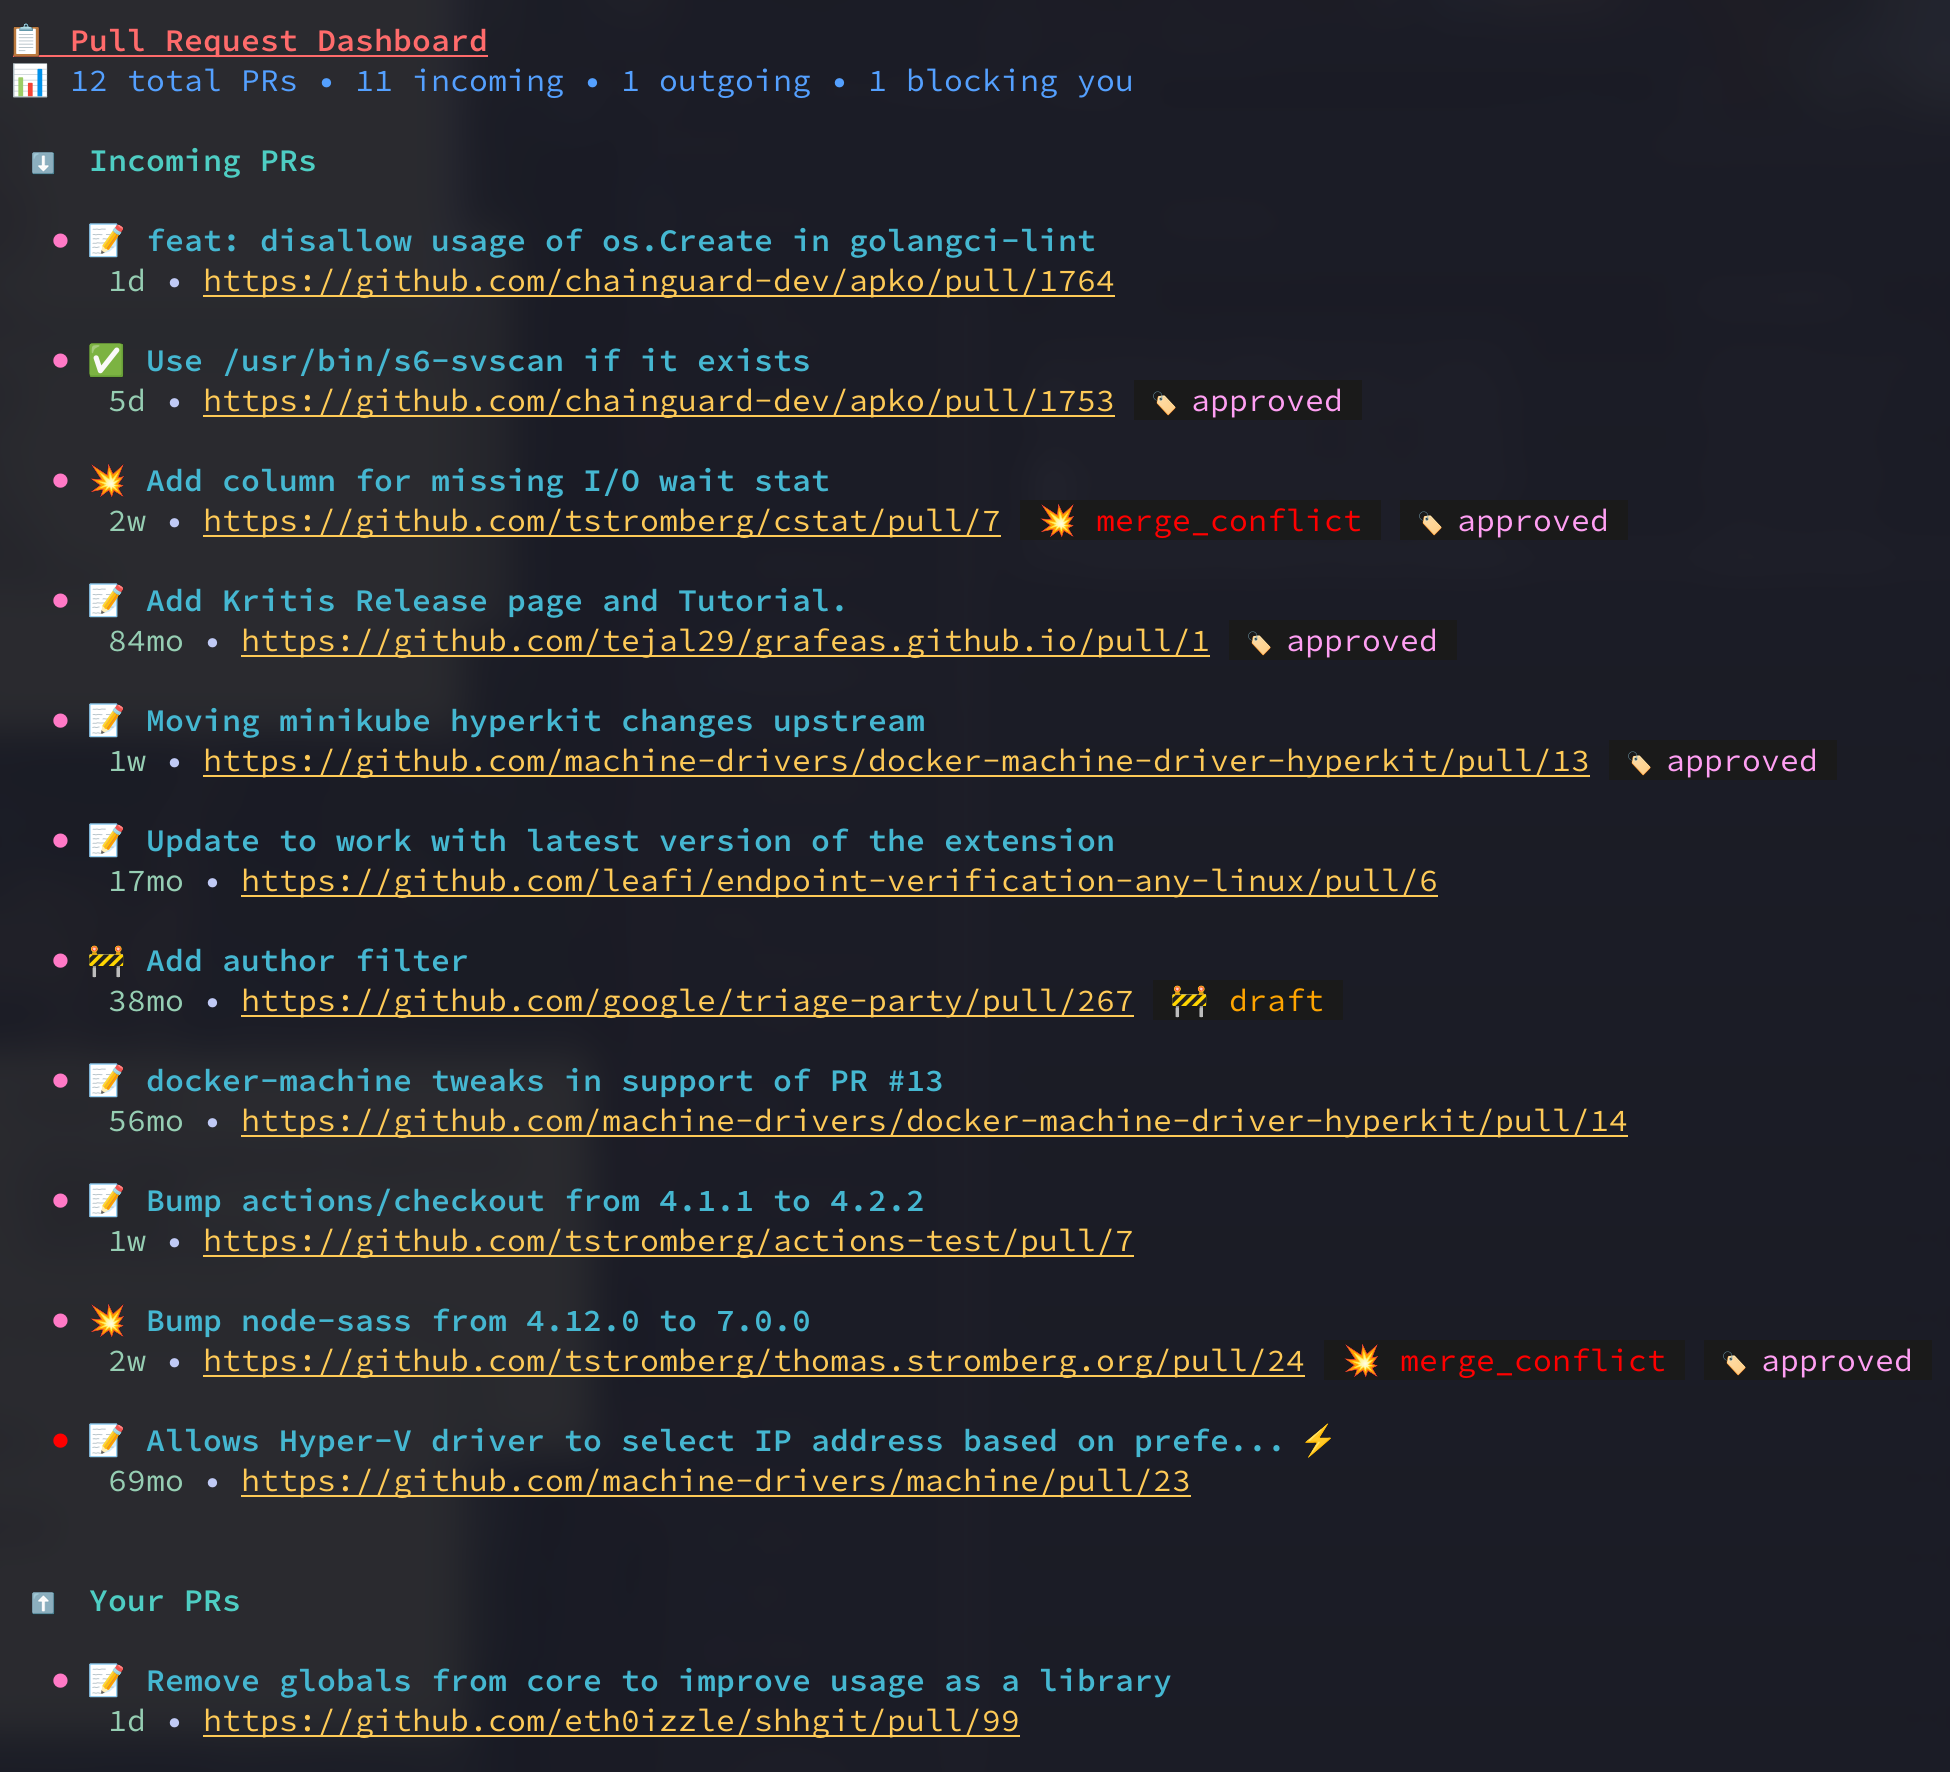 📋 Pull Request Dashboard
📊 12 total PRs • 11 incoming • 1 outgoing • 1 blocking you
⬇️ Incoming PRs
● 📝 feat: disallow usage of os.Create in golangci-lint
1d • https://github.com/chainguard-dev/apko/pull/1764
● ✅ Use /usr/bin/s6-svscan if it exists
5d • https://github.com/chainguard-dev/apko/pull/1753 🏷️ approved
● 💥 Add column for missing I/O wait stat
2w • https://github.com/tstromberg/cstat/pull/7 💥 merge_conflict 🏷️ approved
● 📝 Add Kritis Release page and Tutorial.
84mo • https://github.com/tejal29/grafeas.github.io/pull/1 🏷️ approved
● 📝 Moving minikube hyperkit changes upstream
1w • https://github.com/machine-drivers/docker-machine-driver-hyperkit/pull/13 🏷️ approved
● 📝 Update to work with latest version of the extension
17mo • https://github.com/leafi/endpoint-verification-any-linux/pull/6
● 🚧 Add author filter
38mo • https://github.com/google/triage-party/pull/267 🚧 draft
● 📝 docker-machine tweaks in support of PR #13
56mo • https://github.com/machine-drivers/docker-machine-driver-hyperkit/pull/14
● 📝 Bump actions/checkout from 4.1.1 to 4.2.2
1w • https://github.com/tstromberg/actions-test/pull/7
● 💥 Bump node-sass from 4.12.0 to 7.0.0
2w • https://github.com/tstromberg/thomas.stromberg.org/pull/24 💥 merge_conflict 🏷️ approved
● 📝 Allows Hyper-V driver to select IP address based on prefe... ⚡
69mo • https://github.com/machine-drivers/machine/pull/23
⬆️ Your PRs
● 📝 Remove globals from core to improve usage as a library
1d • https://github.com/eth0izzle/shhgit/pull/99